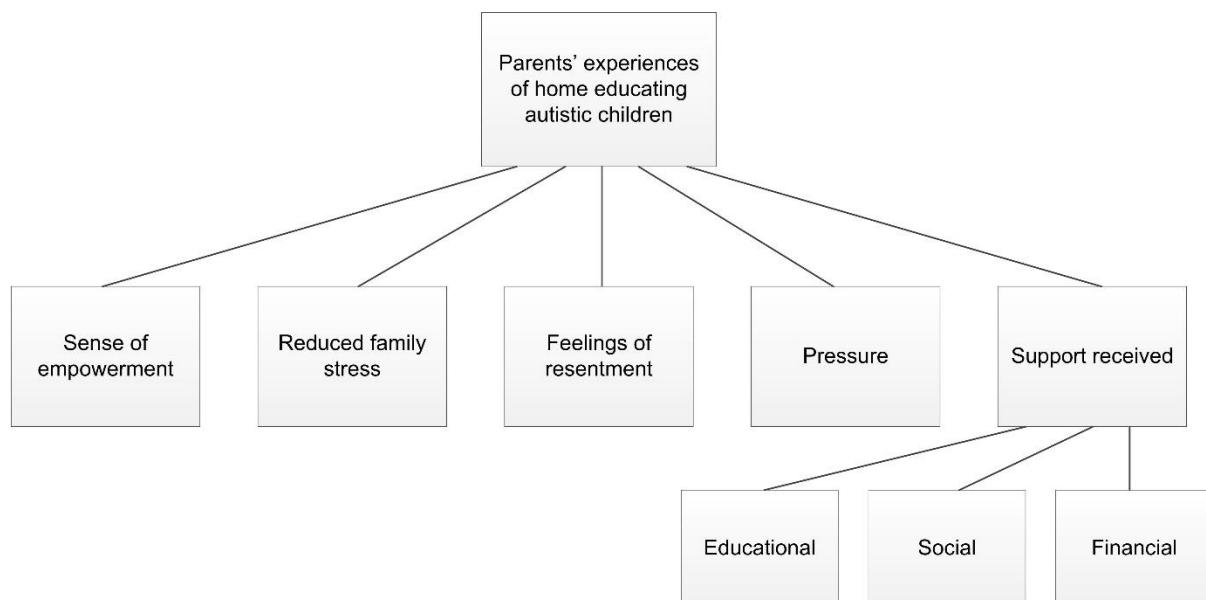 Parents’ experiences
of home educating
autistic children
Sense of
empowerment
Reduced family
stress
Feelings of
resentment
Pressure
Support received
Educational
Social
Financial